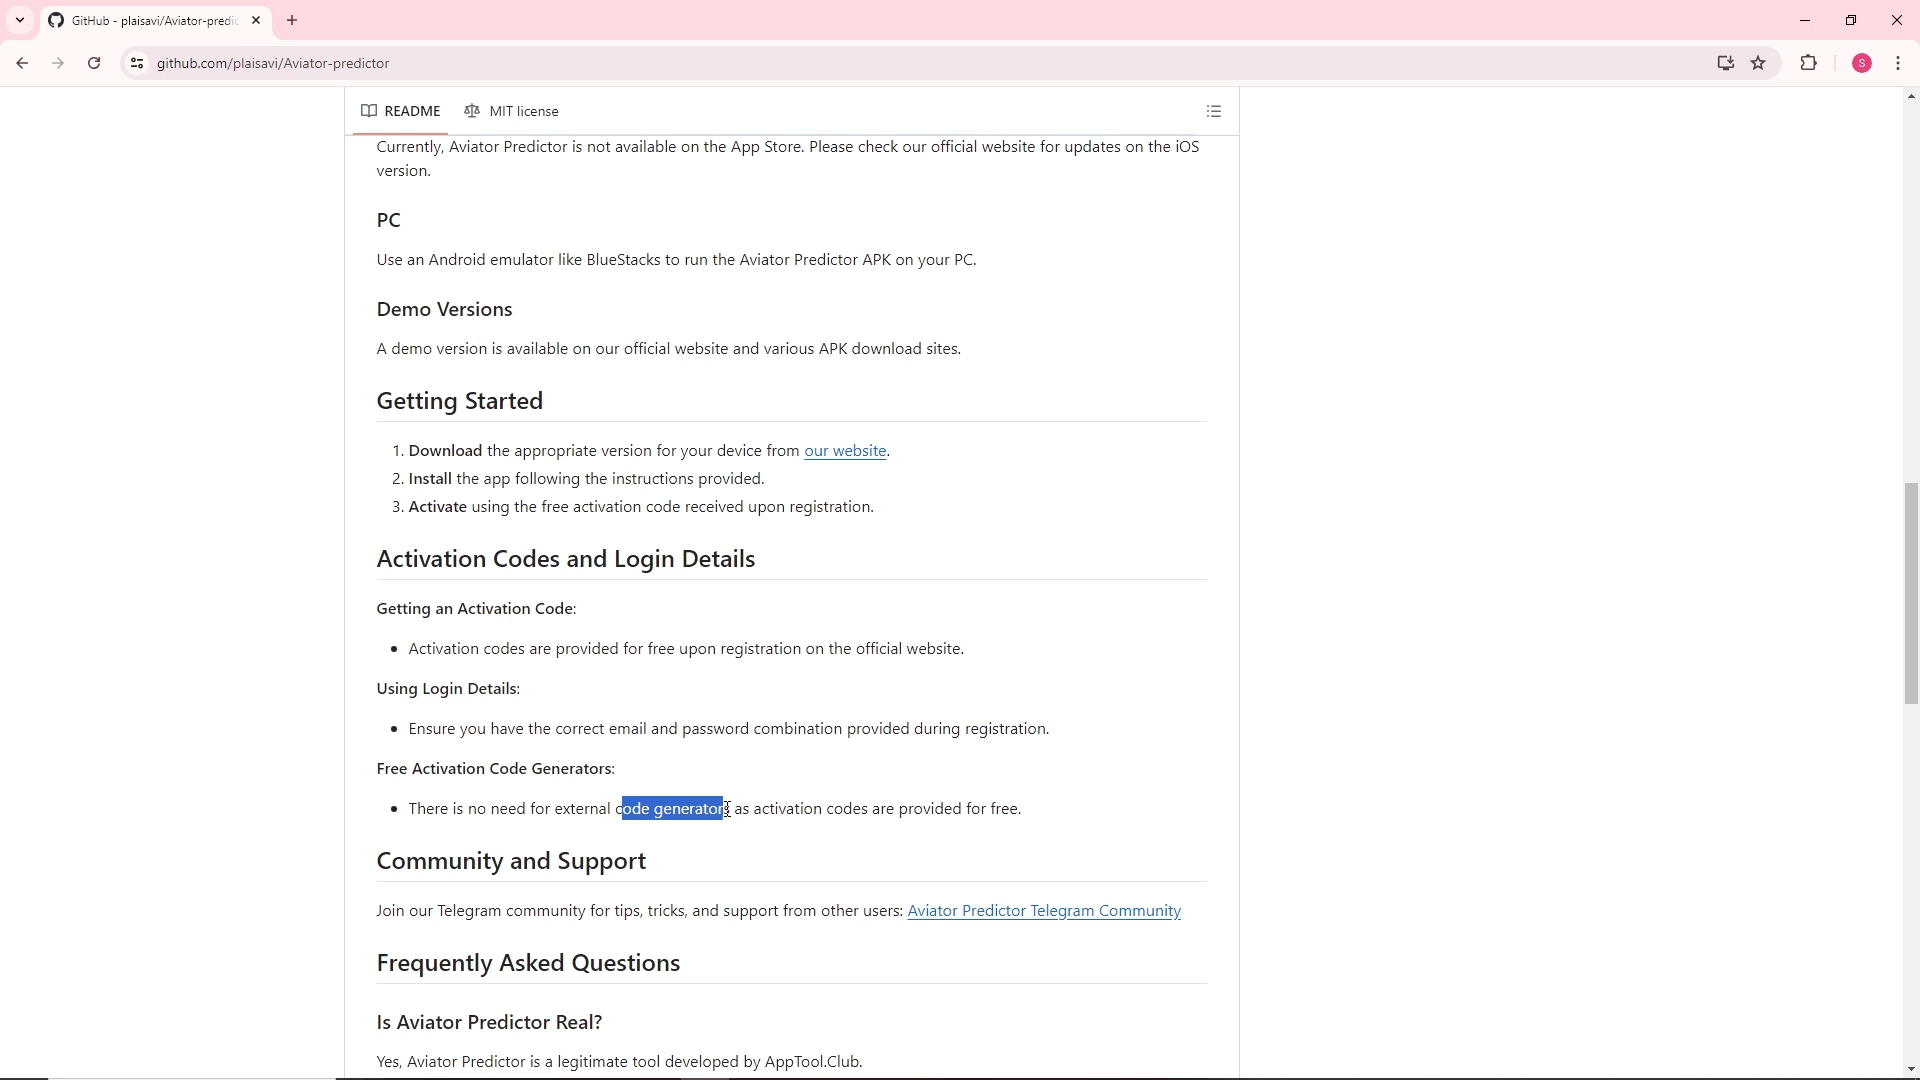 GitHub - plaisavi/Aviator-predic
github.com/plaisavi/Aviator-predictor
S
README
MIT license
Currently, Aviator Predictor is not available on the App Store. Please check our official website for updates on the iOS
version.
PC
Use an Android emulator like BlueStacks to run the Aviator Predictor APK on your PC.
Demo Versions
A demo version is available on our official website and various APK download sites.
Getting Started
1. Download the appropriate version for your device from our website.
2. Install the app following the instructions provided.
3. Activate using the free activation code received upon registration.
Activation Codes and Login Details
Getting an Activation Code:
• Activation codes are provided for free upon registration on the official website.
Using Login Details:
• Ensure you have the correct email and password combination provided during registration.
Free Activation Code Generators:
• There is no need for external code generators as activation codes are provided for free.
Community and Support
Join our Telegram community for tips, tricks, and support from other users: Aviator Predictor Telegram Community
Frequently Asked Questions
Is Aviator Predictor Real?
Yes, Aviator Predictor is a legitimate tool developed by AppTool.Club.